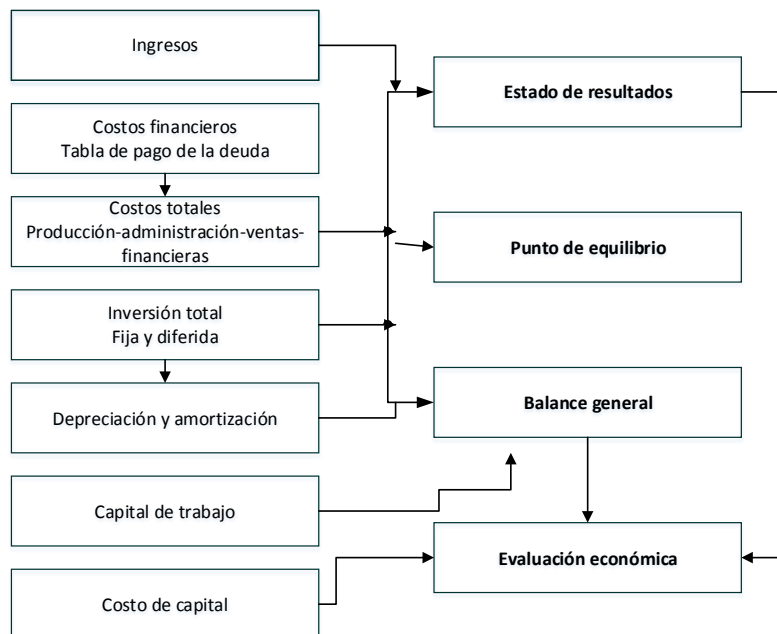 Ingresos
Costos financieros
Tabla de pago de la deuda
Costos totales
Producción-administración-ventas-
financieras
Inversión total
Fija y diferida
Depreciación y amortización
Capital de trabajo
Costo de capital
Estado de resultados
Punto de equilibrio
Balance general
Evaluación económica